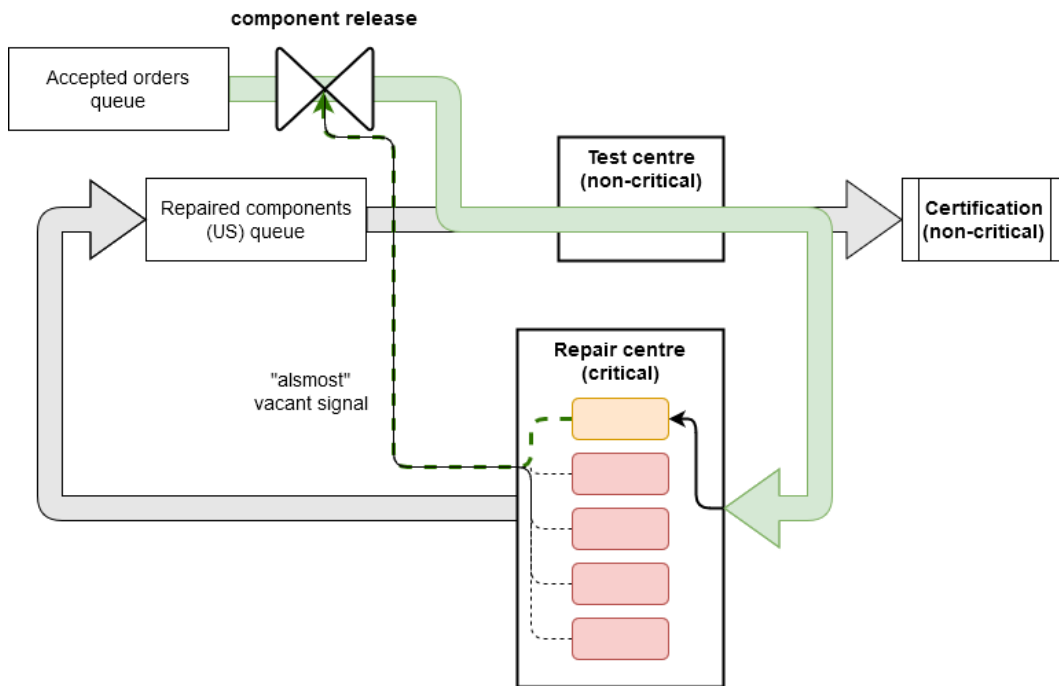 component release
Accepted orders
queue
Test centre
(non-critical)
Repaired components
(US) queue
Certification
(non-critical)
Repair centre
(critical)
"alsmost"
vacant signal